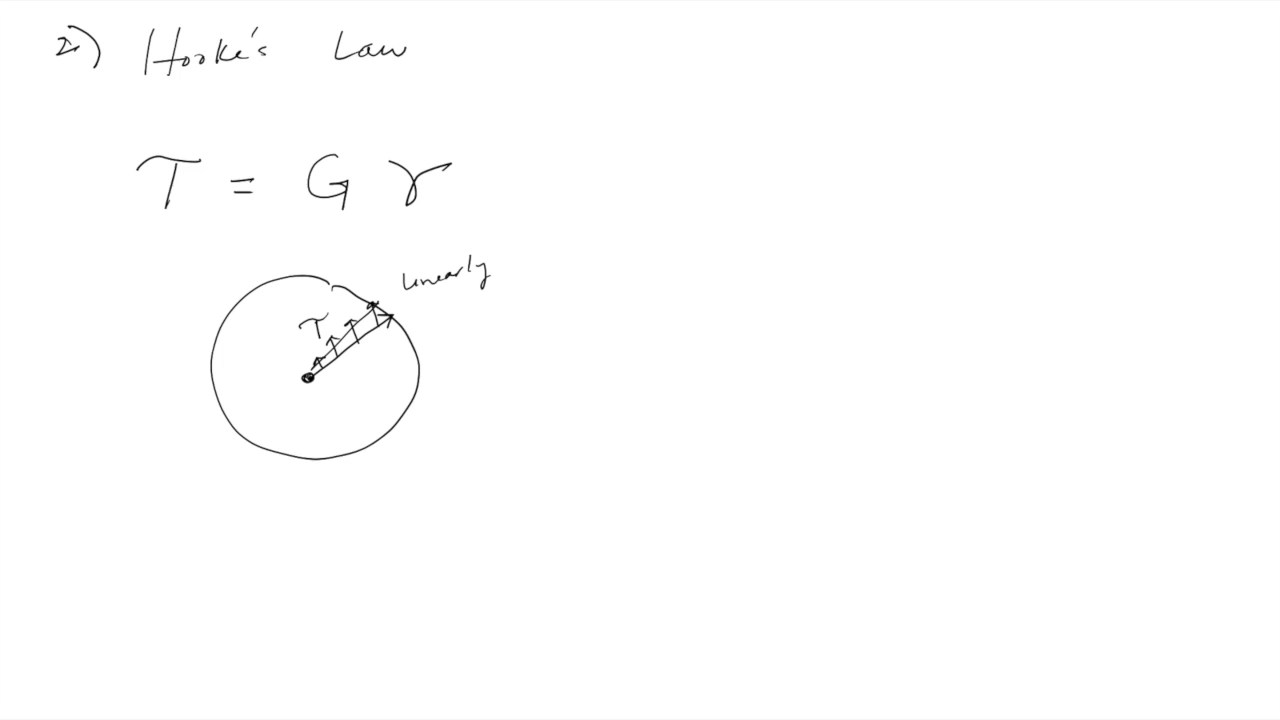 2) Hooke's Law
τ = G γ
linearly
τ